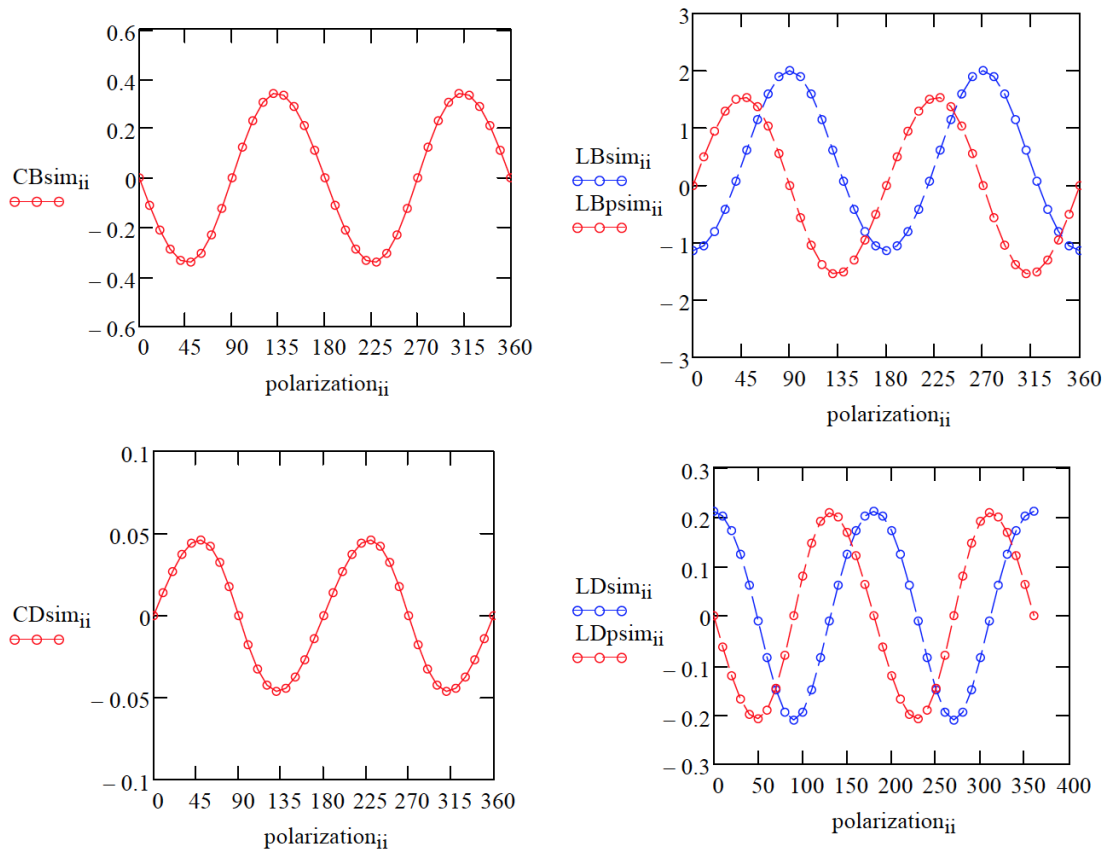 0.6
0.4
0.2
0
− 0.2
− 0.4
− 0.6
CBsim_ii
0 45 90 135 180 225 270 315 360
polarization_ii
3
2
1
0
− 1
− 2
− 3
LBsim_ii
LBpsim_ii
0 45 90 135 180 225 270 315 360
polarization_ii
0.1
0.05
0
− 0.05
− 0.1
CDsim_ii
0 45 90 135 180 225 270 315 360
polarization_ii
0.3
0.2
0.1
0
− 0.1
− 0.2
− 0.3
LDsim_ii
LDpsim_ii
0 50 100 150 200 250 300 350 400
polarization_ii